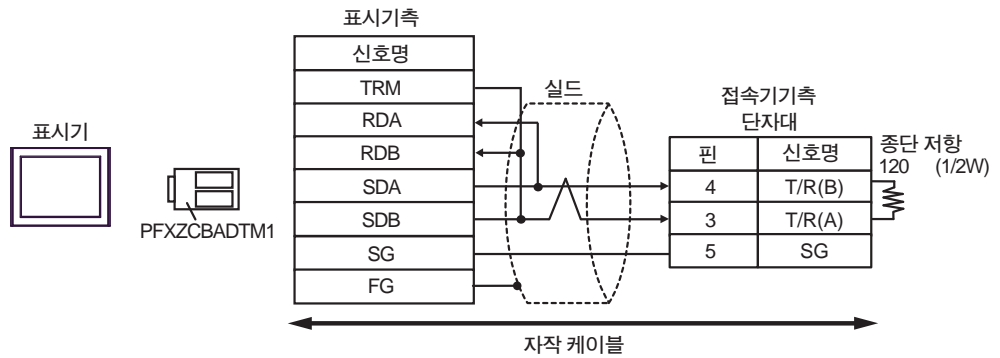 표시기
PFXZCBADTM1
표시기측
신호명
TRM
RDA
RDB
SDA
SDB
SG
FG
실드
접속기기측
단자대
핀 신호명
4 T/R(B)
3 T/R(A)
5 SG
종단 저항
120 (1/2W)
자작 케이블